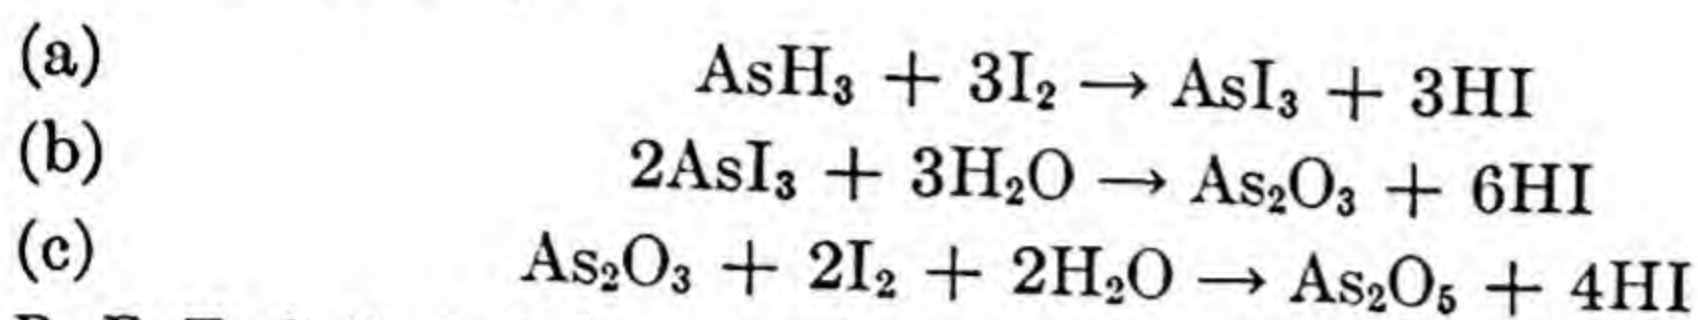 (a) AsH₃ + 3I₂ → AsI₃ + 3HI
(b) 2AsI₃ + 3H₂O → As₂O₃ + 6HI
(c) As₂O₃ + 2I₂ + 2H₂O → As₂O₅ + 4HI